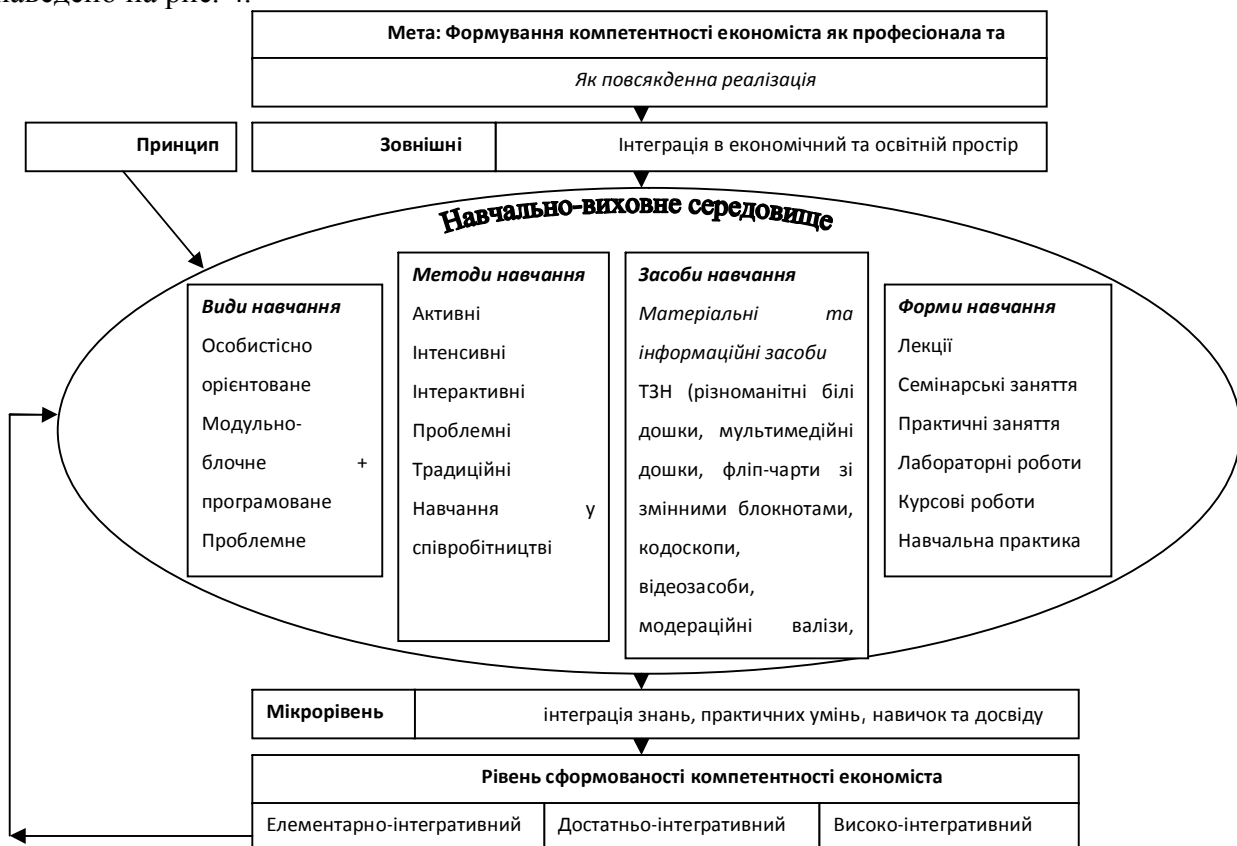 наведено на рис. 4.
Мета: Формування компетентності економіста як професіонала та
Як повсякденна реалізація
Принцип
Зовнішні
Інтеграція в економічний та освітній простір
Навчально-виховне середовище
Види навчання
Особистісно
орієнтоване
Модульно-
блочне +
програмоване
Проблемне
Методи навчання
Активні
Інтенсивні
Інтерактивні
Проблемні
Традиційні
Навчання у
співробітництві
Засоби навчання
Матеріальні та
інформаційні засоби
ТЗН (різноманітні білі
дошки, мультимедійні
дошки, фліп-чарти зі
змінними блокнотами,
кодоскопи,
відеозасоби,
модераційні валізи,
Форми навчання
Лекції
Семінарські заняття
Практичні заняття
Лабораторні роботи
Курсові роботи
Навчальна практика
Мікрорівень
інтеграція знань, практичних умінь, навичок та досвіду
Рівень сформованості компетентності економіста
Елементарно-інтегративний
Достатньо-інтегративний
Високо-інтегративний